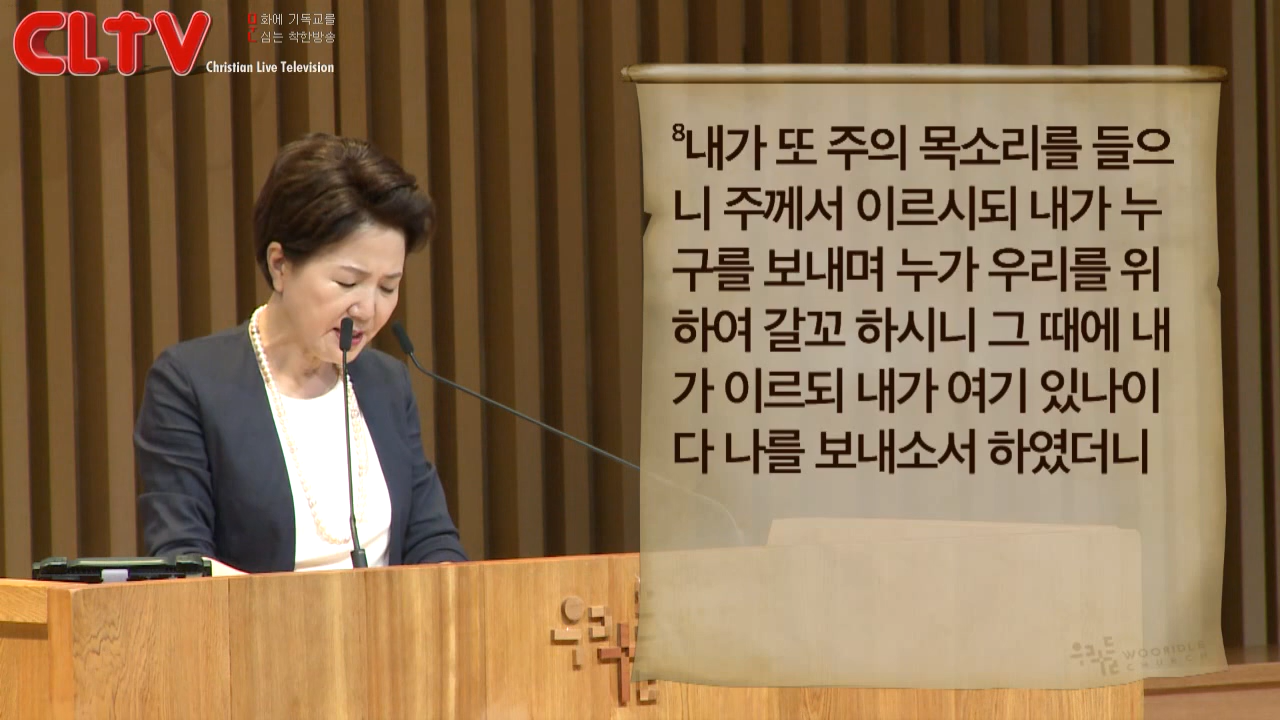 CLTV
문화에 기독교를
심는 착한방송
Christian Live Television
8내가 또 주의 목소리를 들으
니 주께서 이르시되 내가 누
구를 보내며 누가 우리를 위
하여 갈꼬 하시니 그 때에 내
가 이르되 내가 여기 있나이
다 나를 보내소서 하였더니
우리들
WOORIDLE
CHURCH
우리